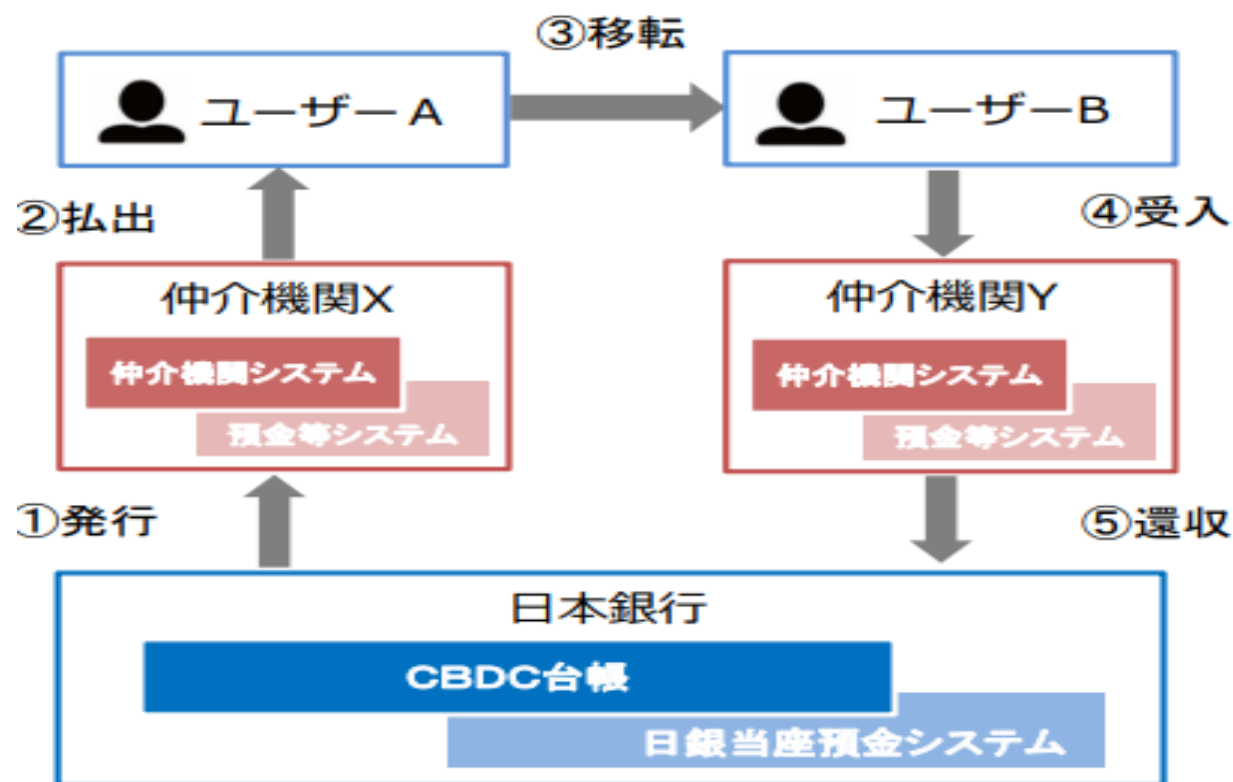 ③移転
ユーザーA
ユーザーB
②払出
④受入
仲介機関X
仲介機関Y
仲介機関システム
仲介機関システム
預金等システム
預金等システム
①発行
⑤還収
日本銀行
CBDC台帳
日銀当座預金システム